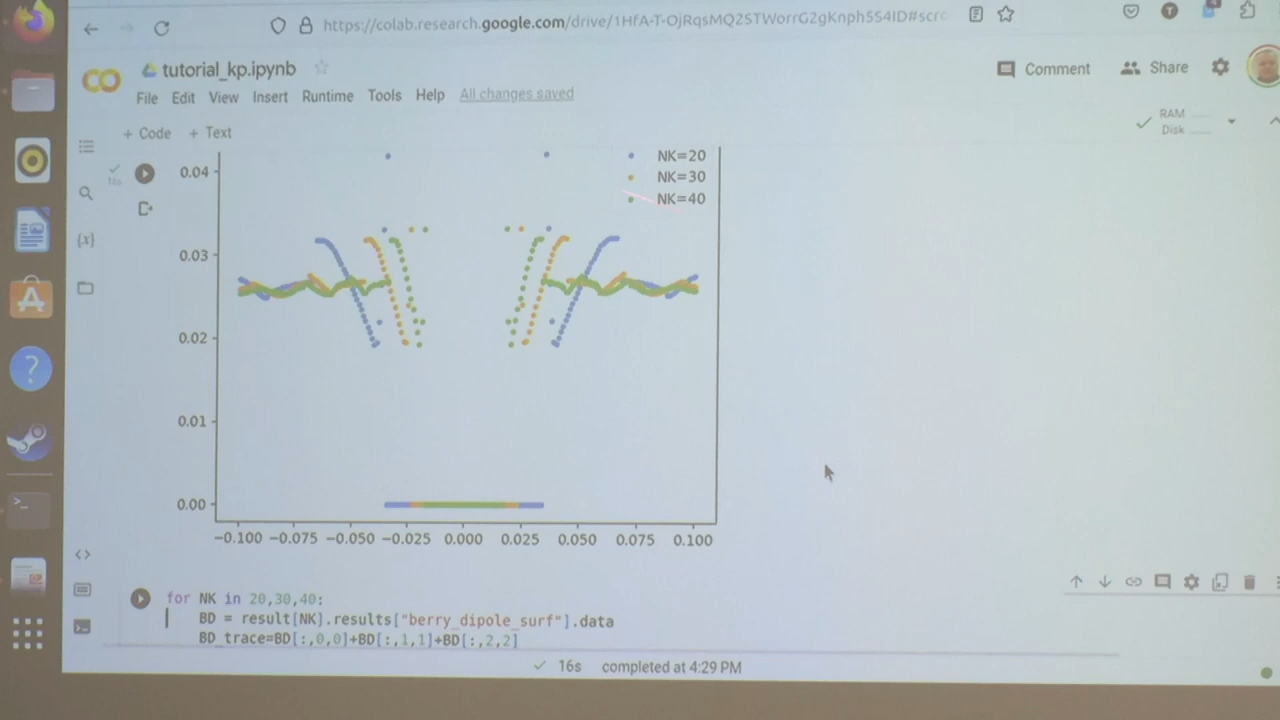 https://colab.research.google.com/drive/1HfA-T-OjRqsMQ2STWorrG2gKnph5S4ID#scrc
tutorial_kp.ipynb
Comment
Share
File Edit View Insert Runtime Tools Help All changes saved
RAM
Disk
+ Code + Text
NK=20
NK=30
NK=40
0.04
0.03
0.02
0.01
0.00
−0.100 −0.075 −0.050 −0.025 0.000 0.025 0.050 0.075 0.100
for NK in 20,30,40:
BD = result[NK].results["berry_dipole_surf"].data
BD_trace=BD[:,0,0]+BD[:,1,1]+BD[:,2,2]
16s completed at 4:29 PM